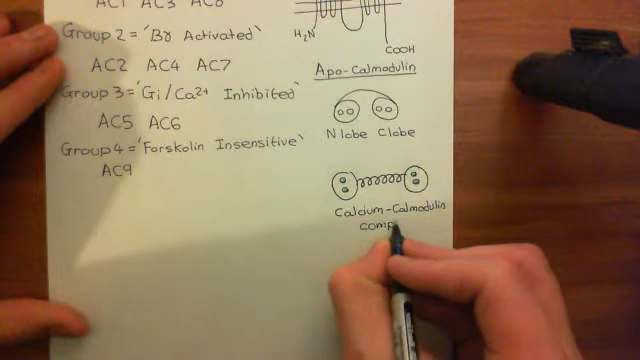 AC1 AC3 AC8
Group 2 = 'Bγ Activated'
AC2 AC4 AC7
Group 3 = 'Gi/Ca2+ Inhibited'
AC5 AC6
Group 4 = 'Forskolin Insensitive'
AC9
H2N
COOH
Apo-Calmodulin
N lobe C lobe
Calcium-Calmodulin
Comp